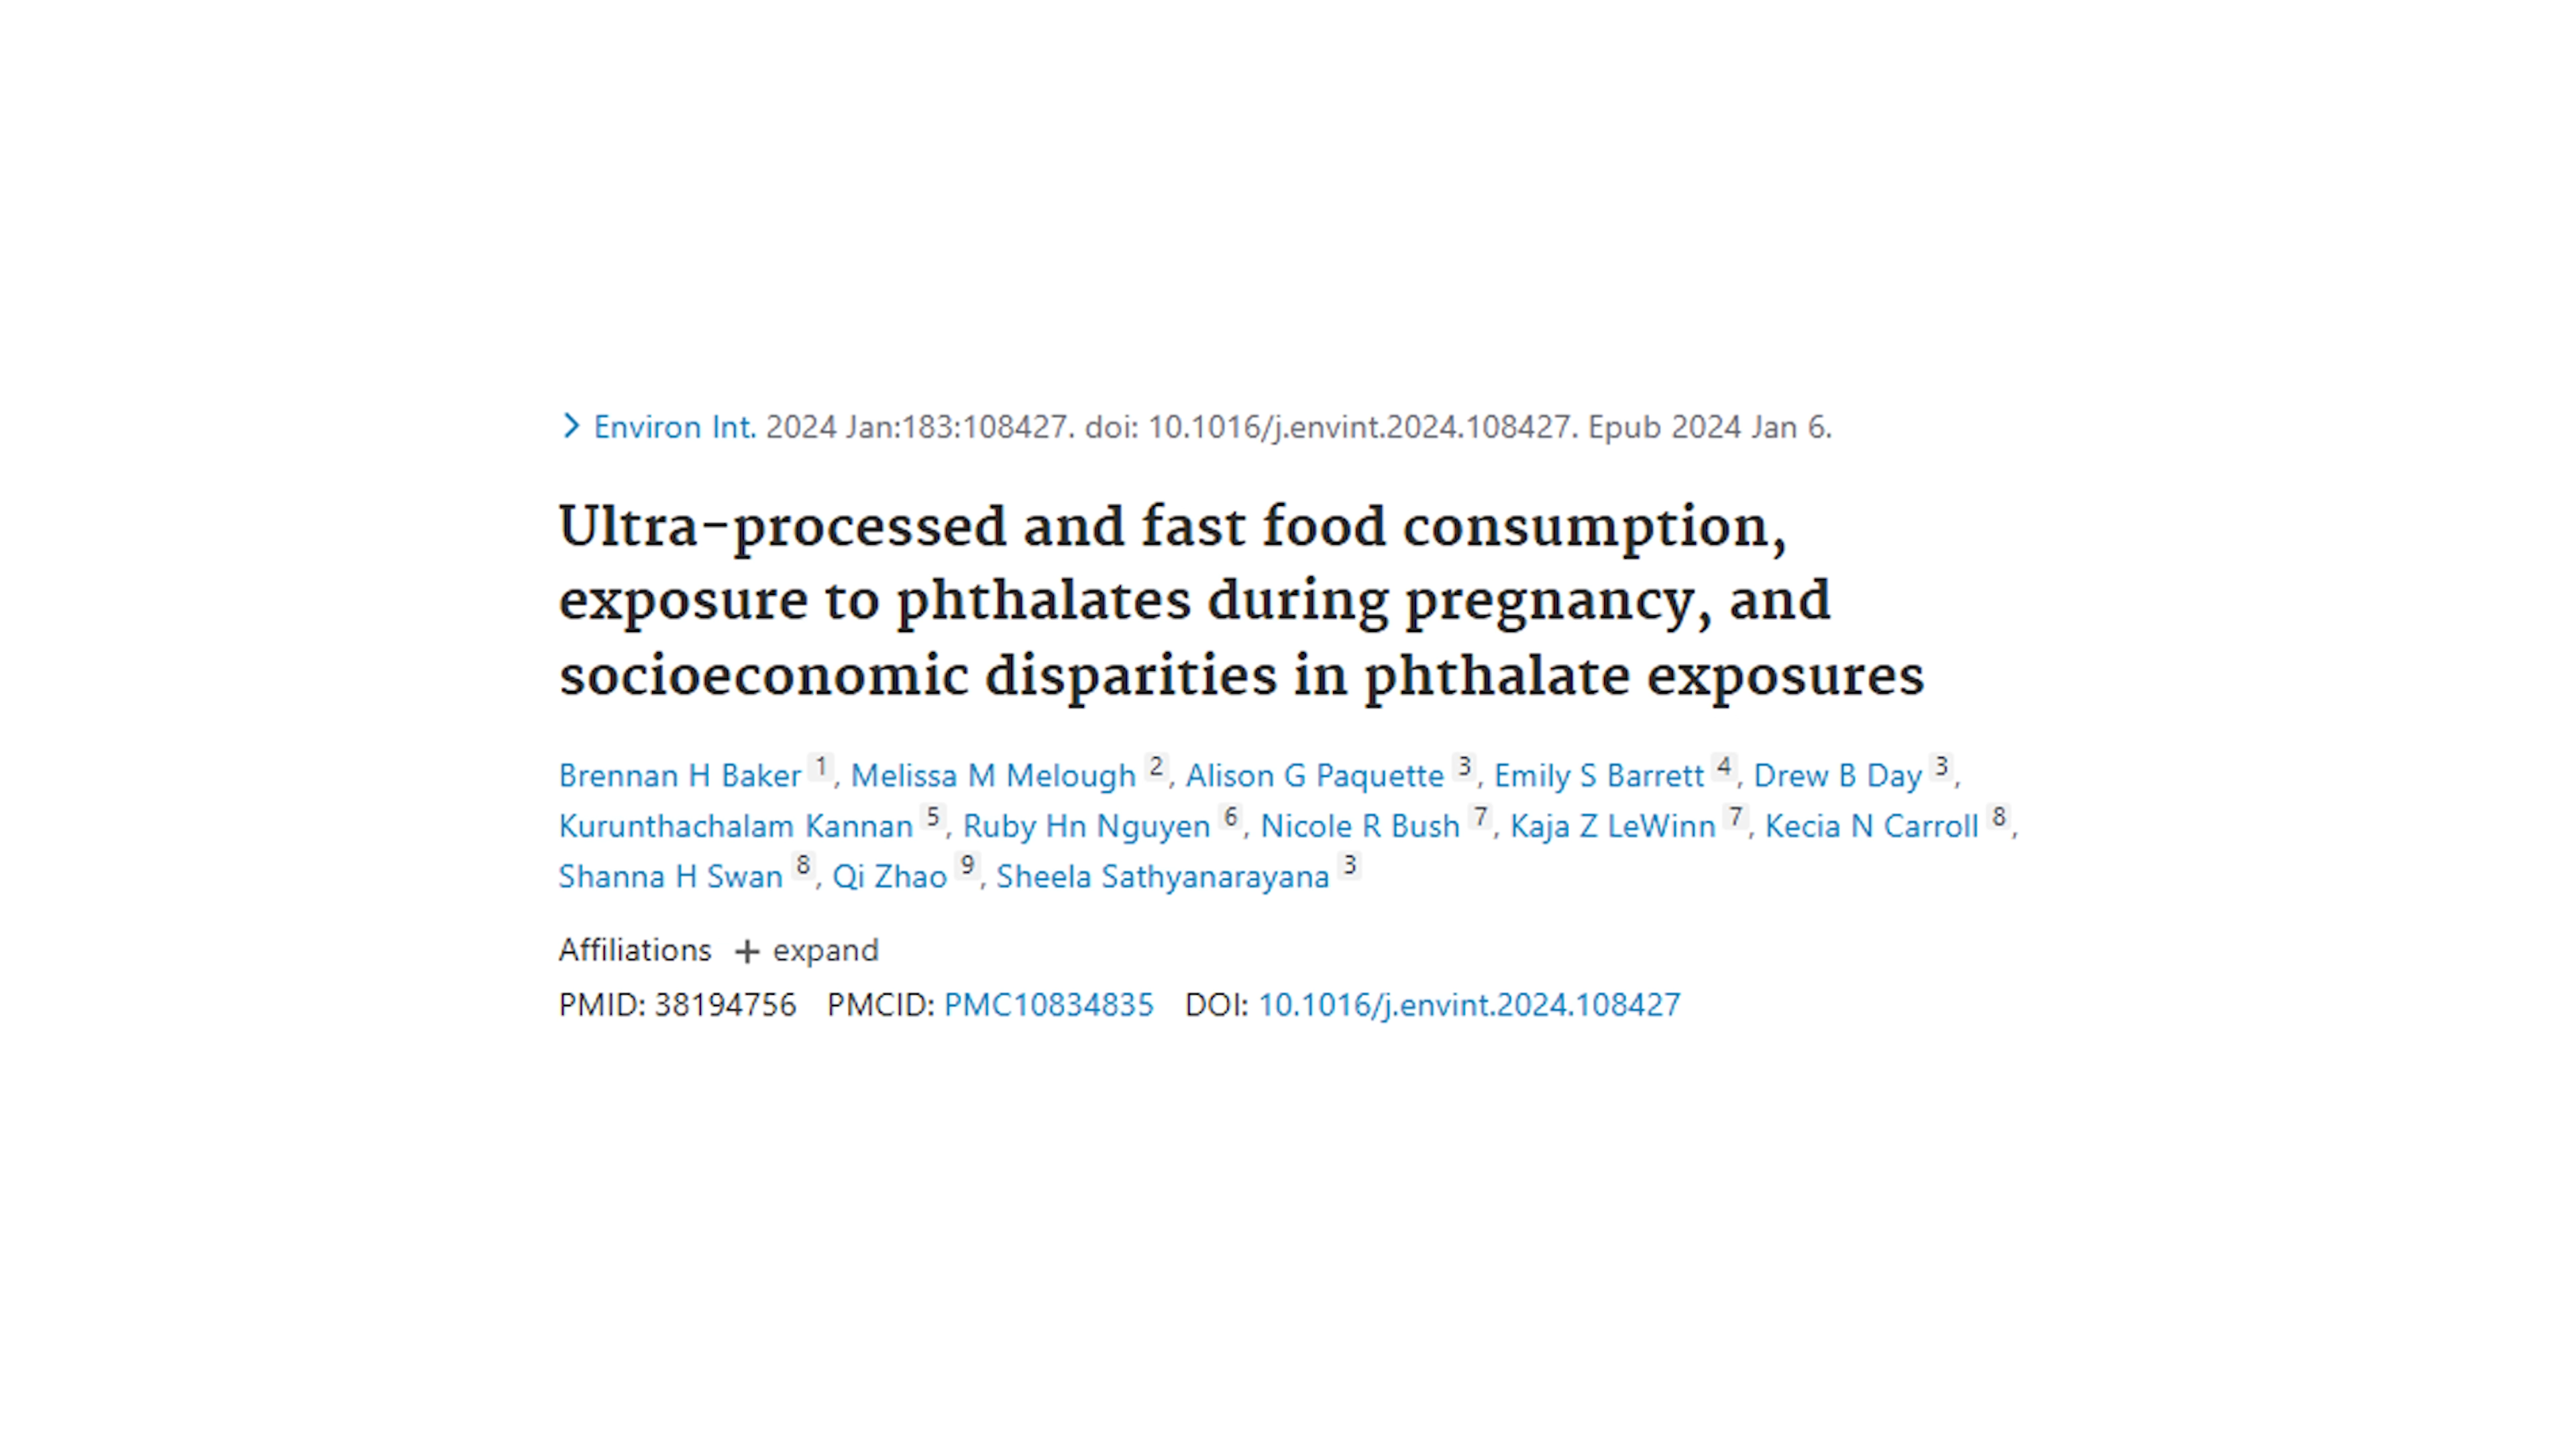 Environ Int. 2024 Jan:183:108427. doi: 10.1016/j.envint.2024.108427. Epub 2024 Jan 6.
Ultra-processed and fast food consumption,
exposure to phthalates during pregnancy, and
socioeconomic disparities in phthalate exposures
Brennan H Baker 1, Melissa M Melough 2, Alison G Paquette 3, Emily S Barrett 4, Drew B Day 3,
Kurunthachalam Kannan 5, Ruby Hn Nguyen 6, Nicole R Bush 7, Kaja Z LeWinn 7, Kecia N Carroll 8,
Shanna H Swan 8, Qi Zhao 9, Sheela Sathyanarayana 3
Affiliations + expand
PMID: 38194756 PMCID: PMC10834835 DOI: 10.1016/j.envint.2024.108427